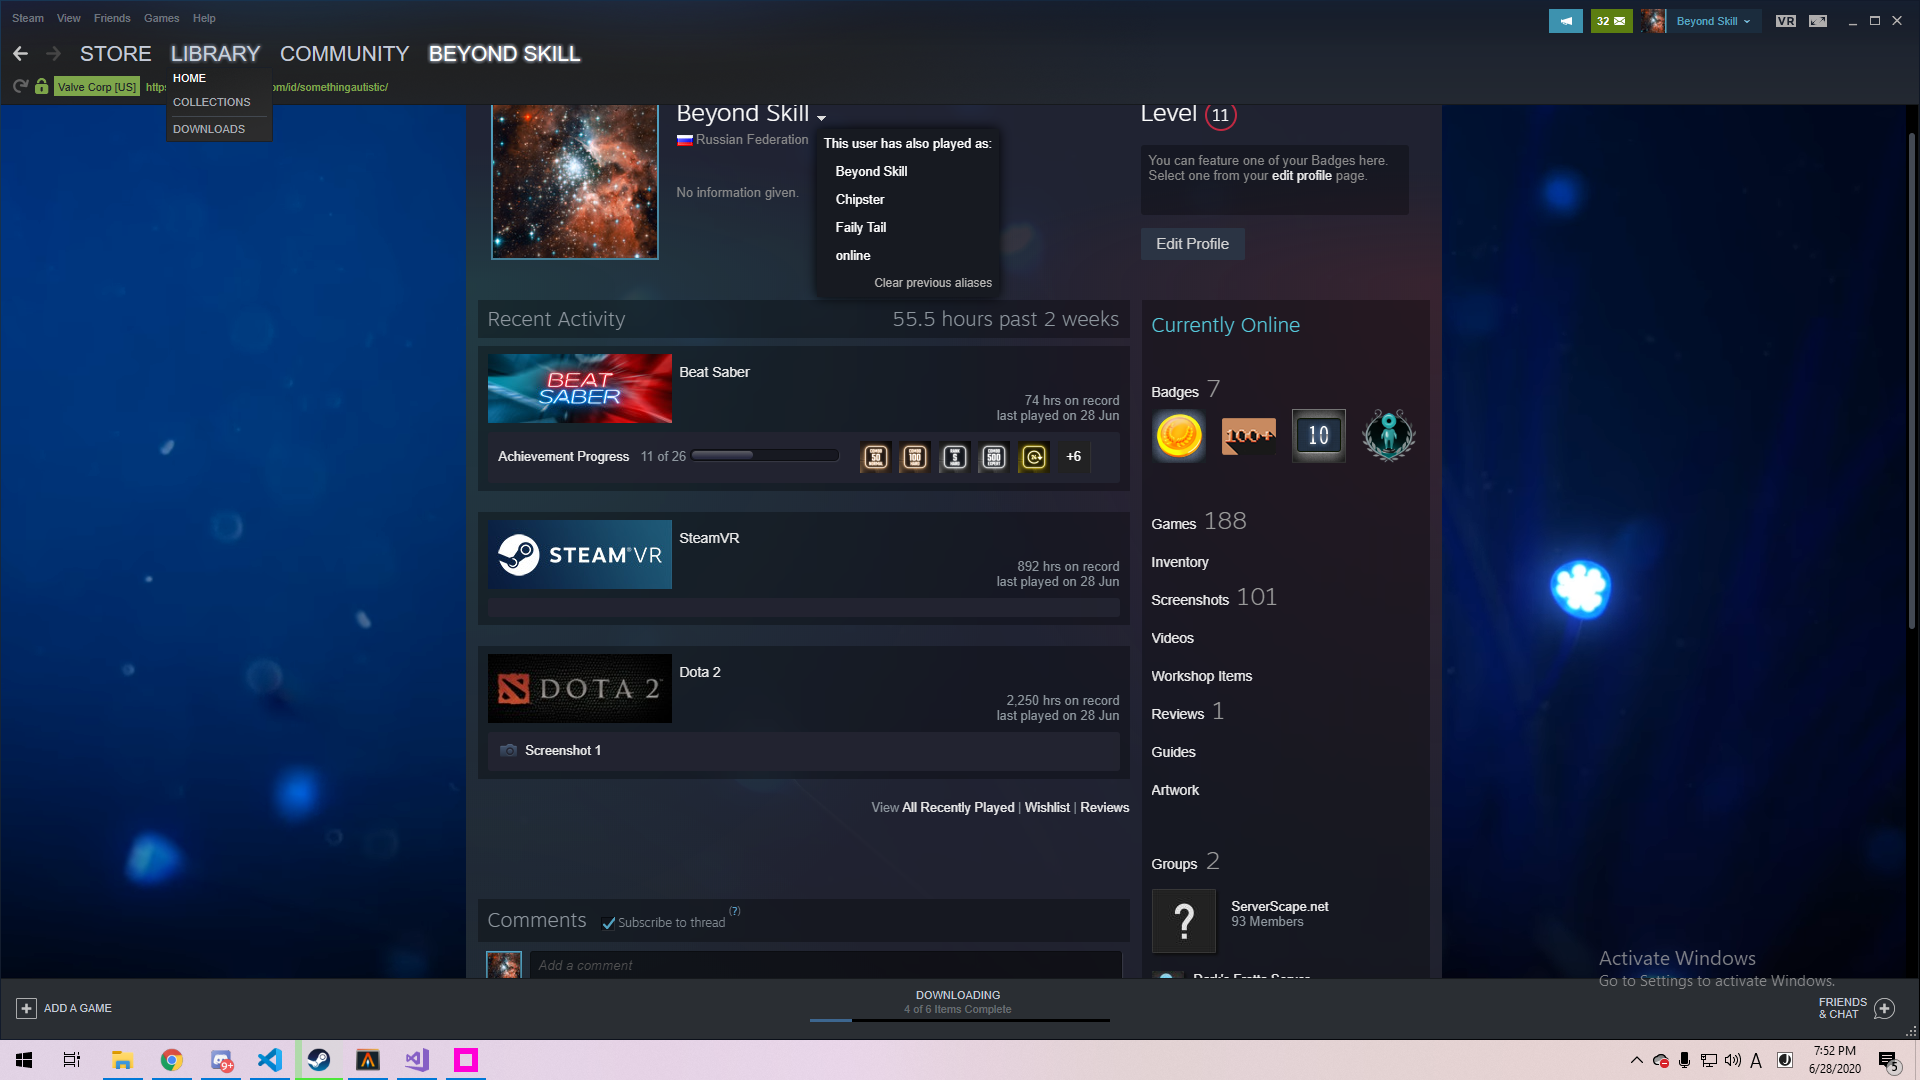 Steam View Friends Games Help
32
Beyond Skill
VR
STORE LIBRARY COMMUNITY BEYOND SKILL
HOME
Valve Corp [US] https om/id/somethingautistic/
COLLECTIONS
DOWNLOADS
Beyond Skill
Russian Federation
No information given.
This user has also played as:
Beyond Skill
Chipster
Faily Tail
online
Clear previous aliases
Level 11
You can feature one of your Badges here.
Select one from your edit profile page.
Edit Profile
Recent Activity 55.5 hours past 2 weeks
BEAT
SABER
Beat Saber
74 hrs on record
last played on 28 Jun
Achievement Progress 11 of 26
+6
STEAM VR
SteamVR
892 hrs on record
last played on 28 Jun
DOTA 2
Dota 2
2,250 hrs on record
last played on 28 Jun
Screenshot 1
View All Recently Played | Wishlist | Reviews
Comments Subscribe to thread (?)
Add a comment
Currently Online
Badges 7
100+
10
Games 188
Inventory
Screenshots 101
Videos
Workshop Items
Reviews 1
Guides
Artwork
Groups 2
?
ServerScape.net
93 Members
Activate Windows
Go to Settings to activate Windows.
ADD A GAME
DOWNLOADING
4 of 6 Items Complete
FRIENDS
& CHAT
9+
A
7:52 PM
6/28/2020
5